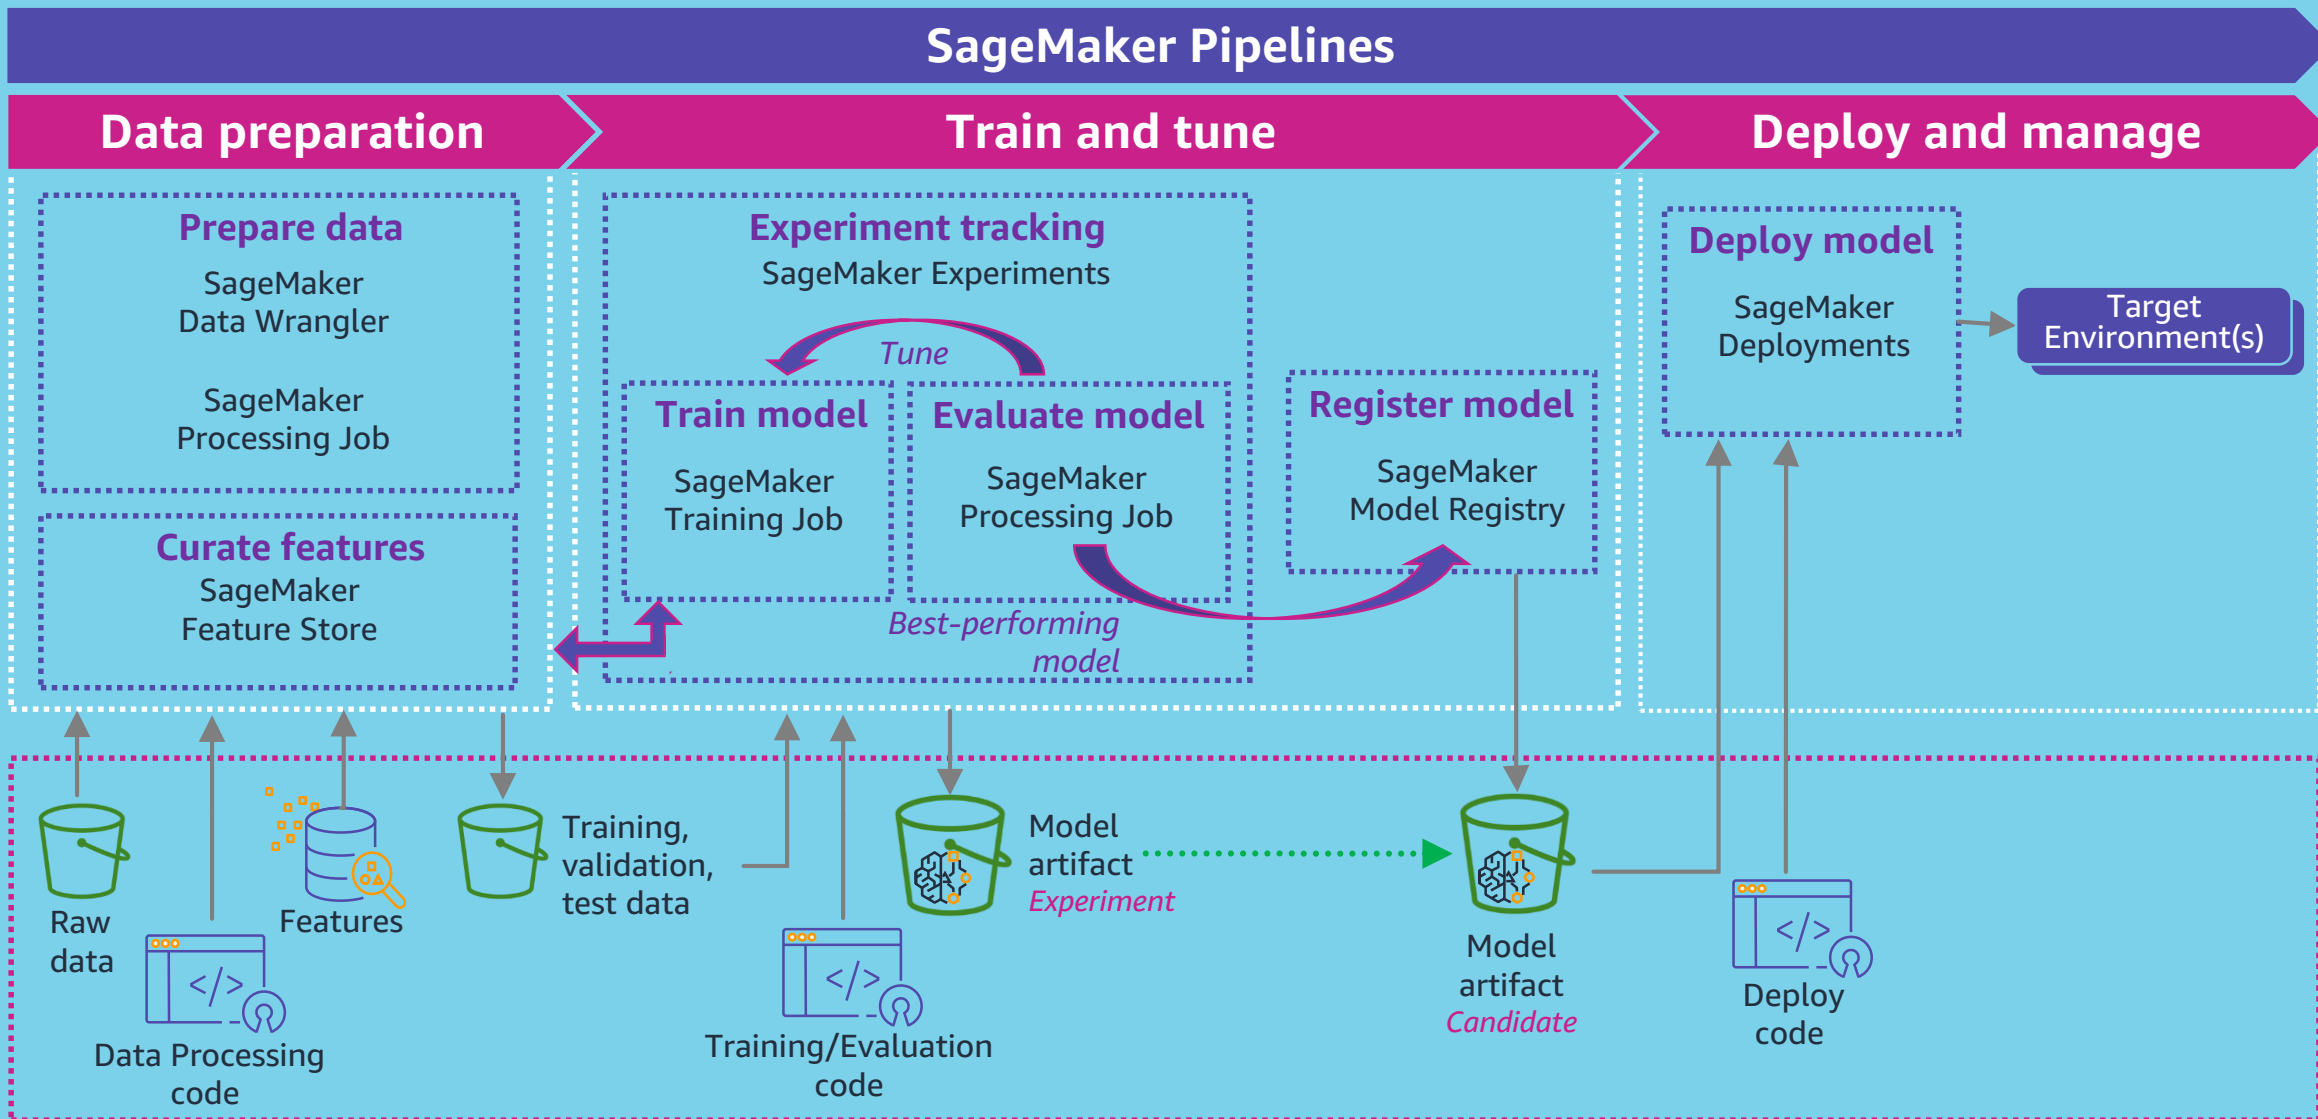 SageMaker Pipelines
Data preparation
Train and tune
Deploy and manage
Prepare data
SageMaker
Data Wrangler
SageMaker
Processing Job
Curate features
SageMaker
Feature Store
Experiment tracking
SageMaker Experiments
Tune
Train model
SageMaker
Training Job
Evaluate model
SageMaker
Processing Job
Best-performing
model
Register model
SageMaker
Model Registry
Deploy model
SageMaker
Deployments
Target
Environment(s)
Raw
data
Data Processing
code
Features
Training,
validation,
test data
Training/Evaluation
code
Model
artifact
Experiment
Model
artifact
Candidate
Deploy
code